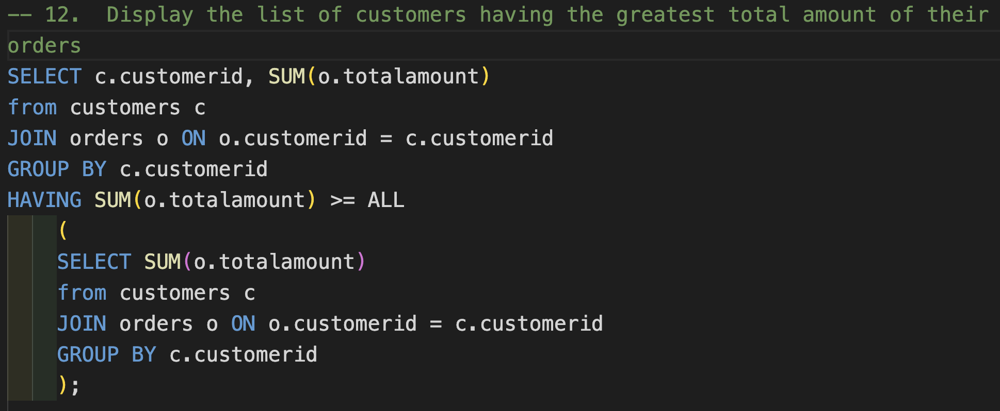 -- 12.  Display the list of customers having the greatest total amount of their
orders
SELECT c.customerid, SUM(o.totalamount)
from customers c
JOIN orders o ON o.customerid = c.customerid
GROUP BY c.customerid
HAVING SUM(o.totalamount) >= ALL
    (
    SELECT SUM(o.totalamount)
    from customers c
    JOIN orders o ON o.customerid = c.customerid
    GROUP BY c.customerid
    );